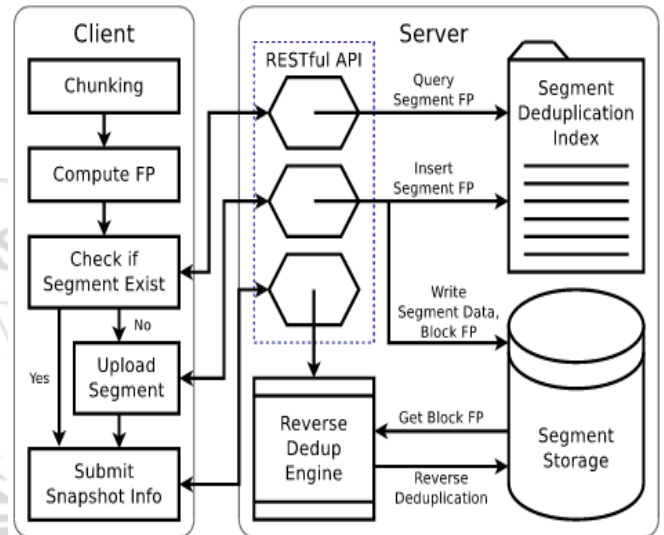 Client
Chunking
Compute FP
Check if
Segment Exist
No
Yes
Upload
Segment
Submit
Snapshot Info
Server
RESTful API
Query
Segment FP
Insert
Segment FP
Write
Segment Data,
Block FP
Segment
Deduplication
Index
Reverse
Dedup
Engine
Get Block FP
Reverse
Deduplication
Segment
Storage